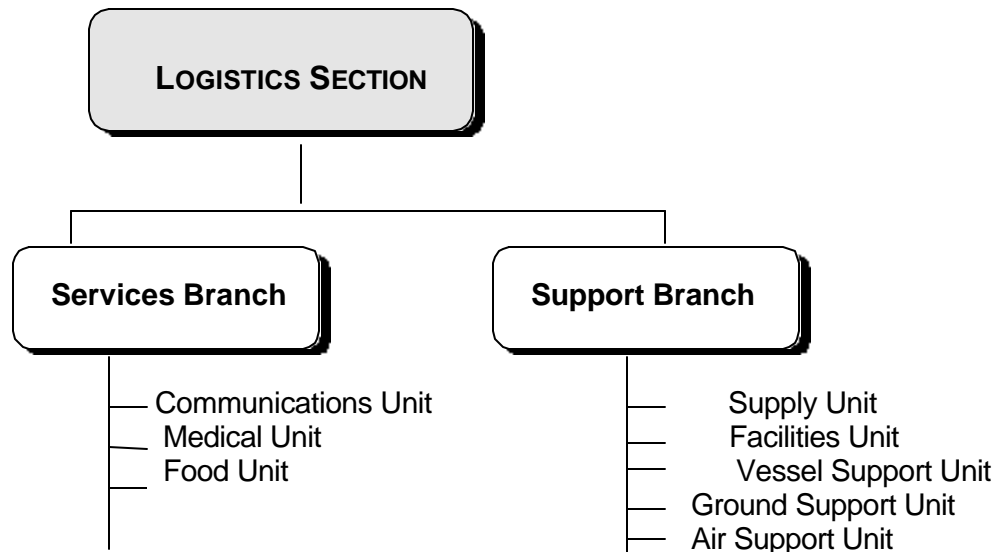 LOGISTICS SECTION
Services Branch
Support Branch
Communications Unit
Medical Unit
Food Unit
Supply Unit
Facilities Unit
Vessel Support Unit
Ground Support Unit
Air Support Unit